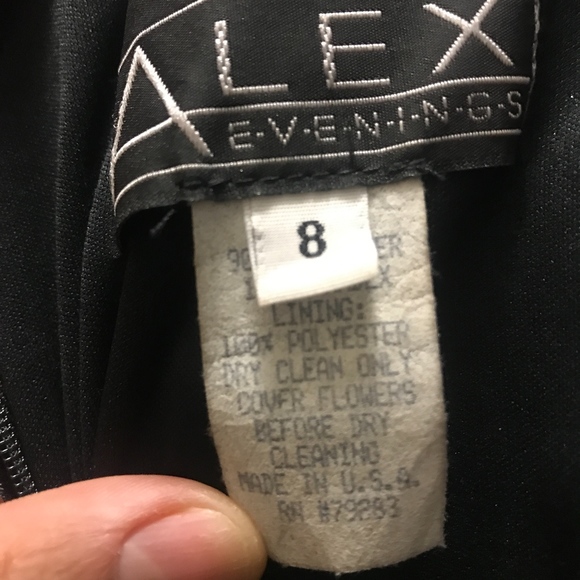 ALEX
E·V·E·N·I·N·G·S
8
LINING:
100% POLYESTER
DRY CLEAN ONLY
COVER FLOWERS
BEFORE DRY
CLEANING
MADE IN U.S.A.
RN #79283